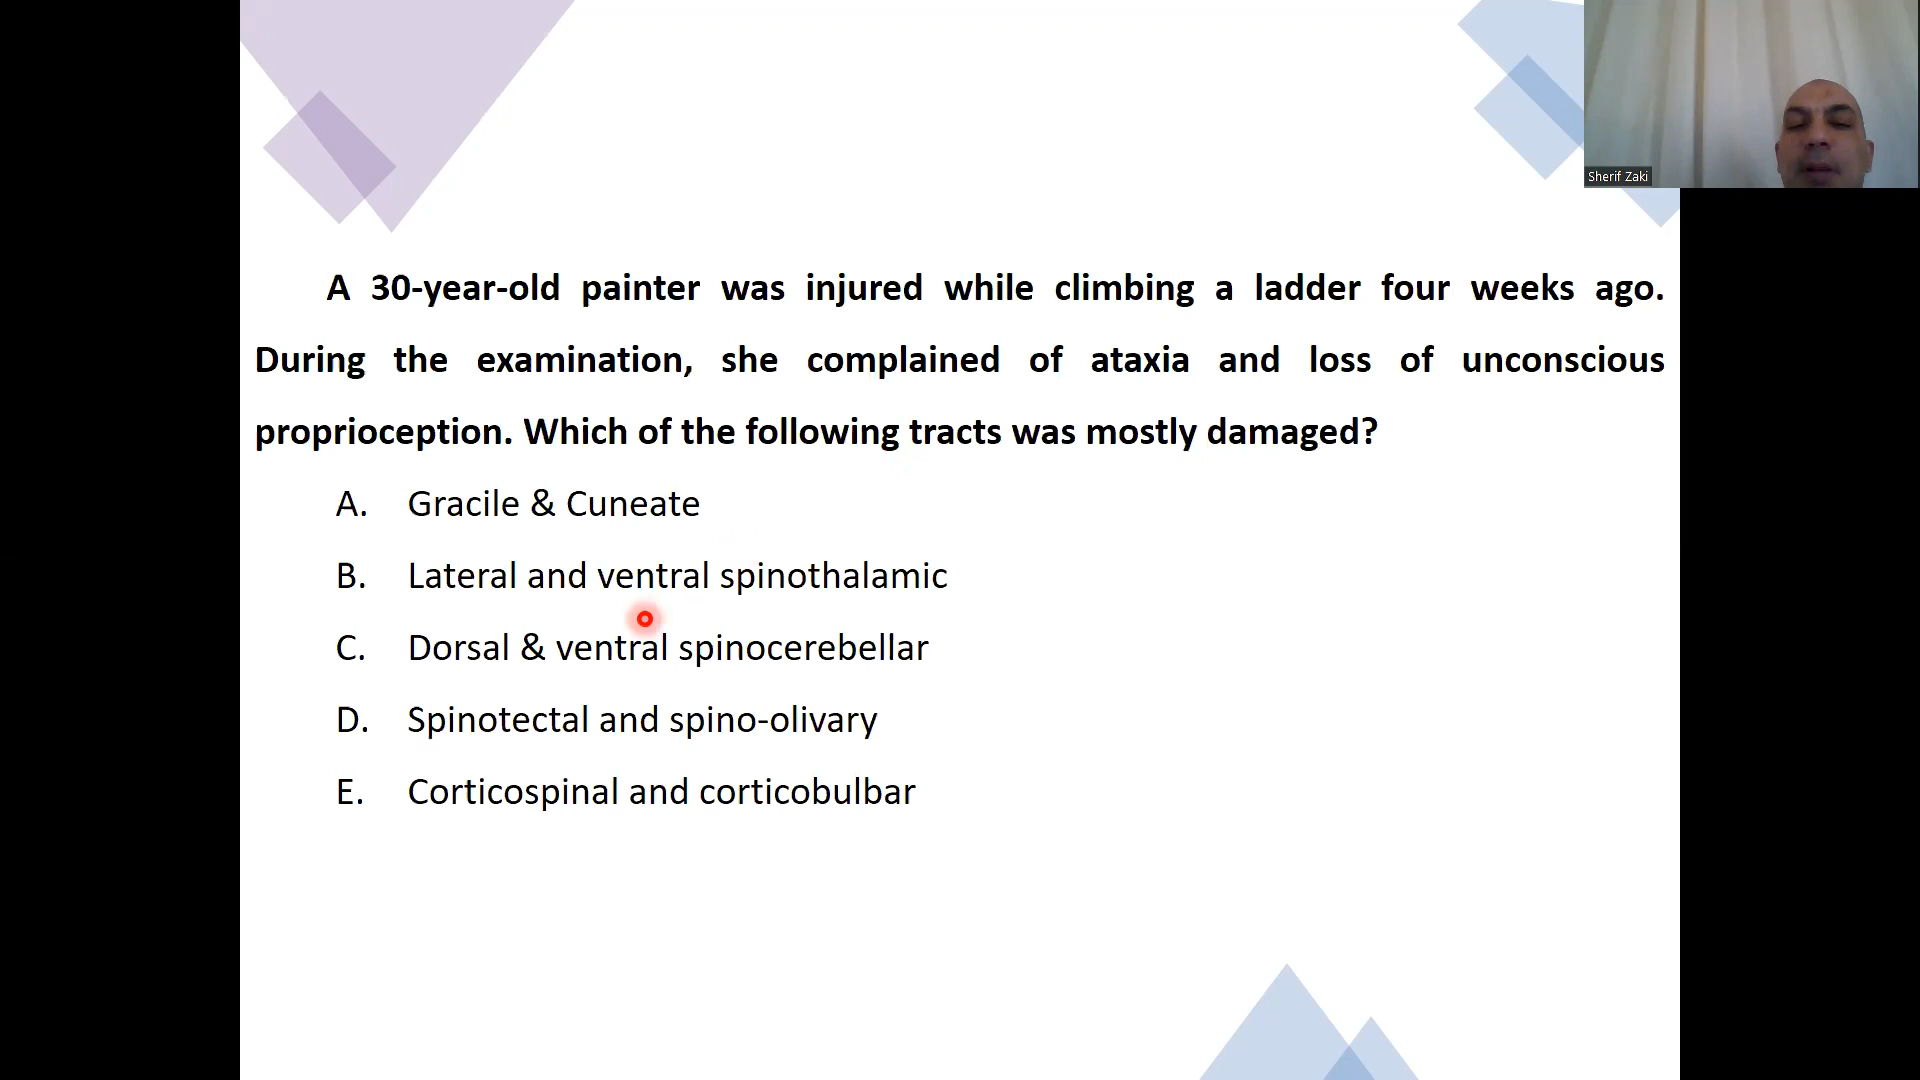 Sherif Zaki
A 30-year-old painter was injured while climbing a ladder four weeks ago.
During the examination, she complained of ataxia and loss of unconscious
proprioception. Which of the following tracts was mostly damaged?
A. Gracile & Cuneate
B. Lateral and ventral spinothalamic
C. Dorsal & ventral spinocerebellar
D. Spinotectal and spino-olivary
E. Corticospinal and corticobulbar